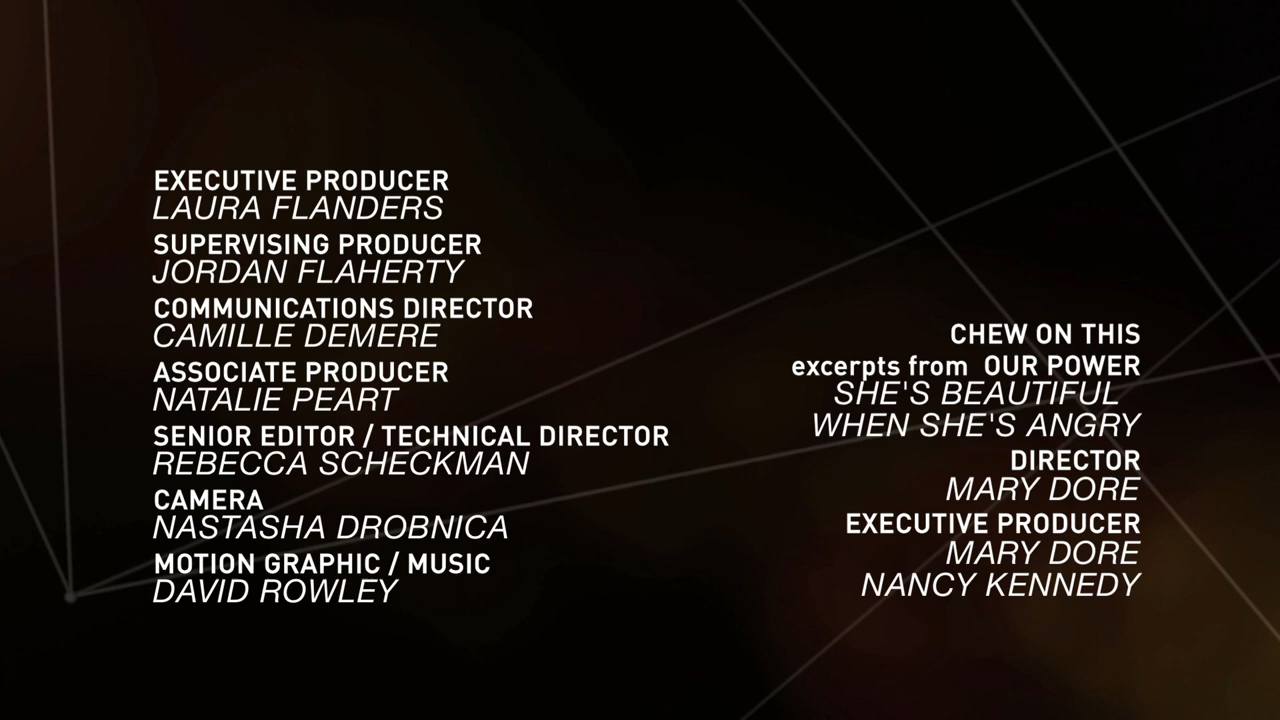 EXECUTIVE PRODUCER
LAURA FLANDERS
SUPERVISING PRODUCER
JORDAN FLAHERTY
COMMUNICATIONS DIRECTOR
CAMILLE DEMERE
ASSOCIATE PRODUCER
NATALIE PEART
SENIOR EDITOR / TECHNICAL DIRECTOR
REBECCA SCHECKMAN
CAMERA
NASTASHA DROBNICA
MOTION GRAPHIC / MUSIC
DAVID ROWLEY
CHEW ON THIS
excerpts from OUR POWER
SHE'S BEAUTIFUL
WHEN SHE'S ANGRY
DIRECTOR
MARY DORE
EXECUTIVE PRODUCER
MARY DORE
NANCY KENNEDY